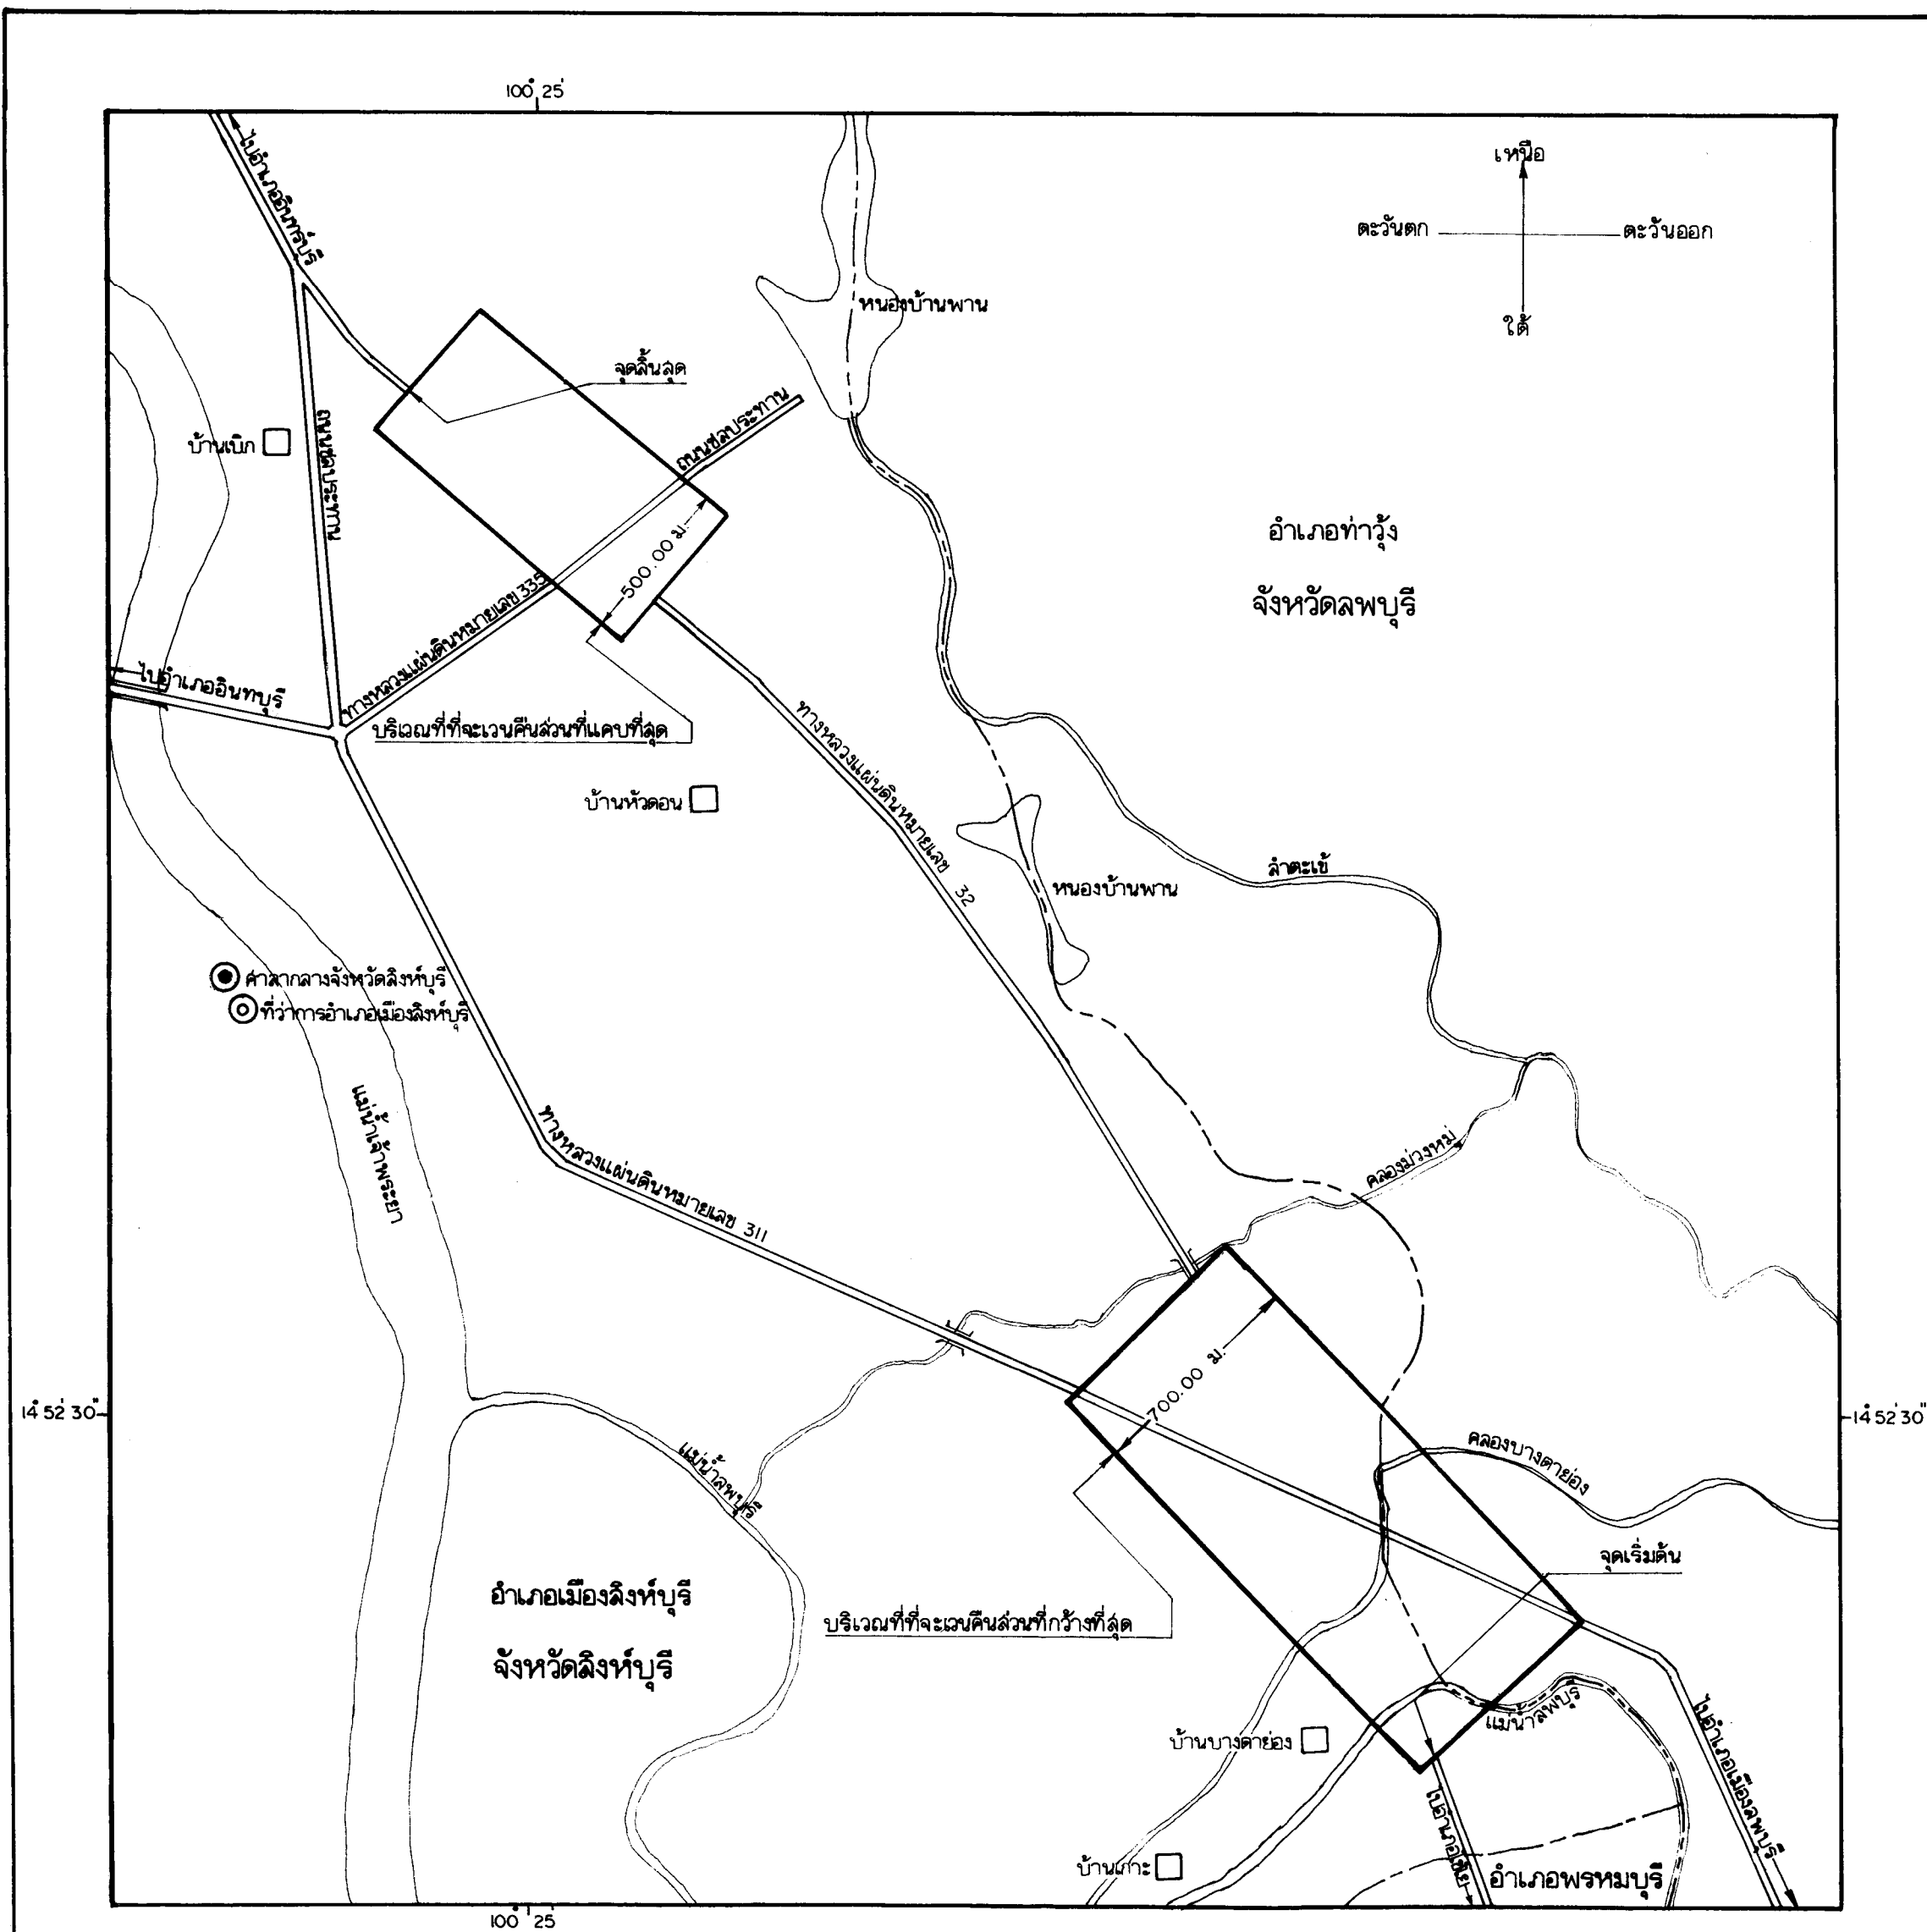 100° 25'
ไปอำเภออินทร์บุรี
เหนือ
ตะวันตก
ตะวันออก
ใต้
หนองบ้านพาน
จุดสิ้นสุด
ถนนชลประทาน
บ้านเบิก
ถนนชลประทาน
อำเภอท่าวุ้ง
จังหวัดลพบุรี
500.00 ม.
ทางหลวงแผ่นดินหมายเลข 335
ไปอำเภออินทบุรี
บริเวณที่ที่จะเวนคืนส่วนที่แคบที่สุด
ทางหลวงแผ่นดินหมายเลข 32
บ้านหัวดอน
ลำตะเข้
หนองบ้านพาน
ศาลากลางจังหวัดสิงห์บุรี
ที่ว่าการอำเภอเมืองสิงห์บุรี
แม่น้ำเจ้าพระยา
ทางหลวงแผ่นดินหมายเลข 311
คลองม่วงหมู่
700.00 ม.
14° 52' 30"
14° 52' 30"
แม่น้ำลพบุรี
คลองบางตาย่อง
จุดเริ่มต้น
อำเภอเมืองสิงห์บุรี
จังหวัดสิงห์บุรี
บริเวณที่ที่จะเวนคืนส่วนที่กว้างที่สุด
แม่น้ำลพบุรี
บ้านบางตาย่อง
ไปอำเภอเมืองลพบุรี
ไปอำเภอไชโย
บ้านเกาะ
อำเภอพรหมบุรี
100° 25'